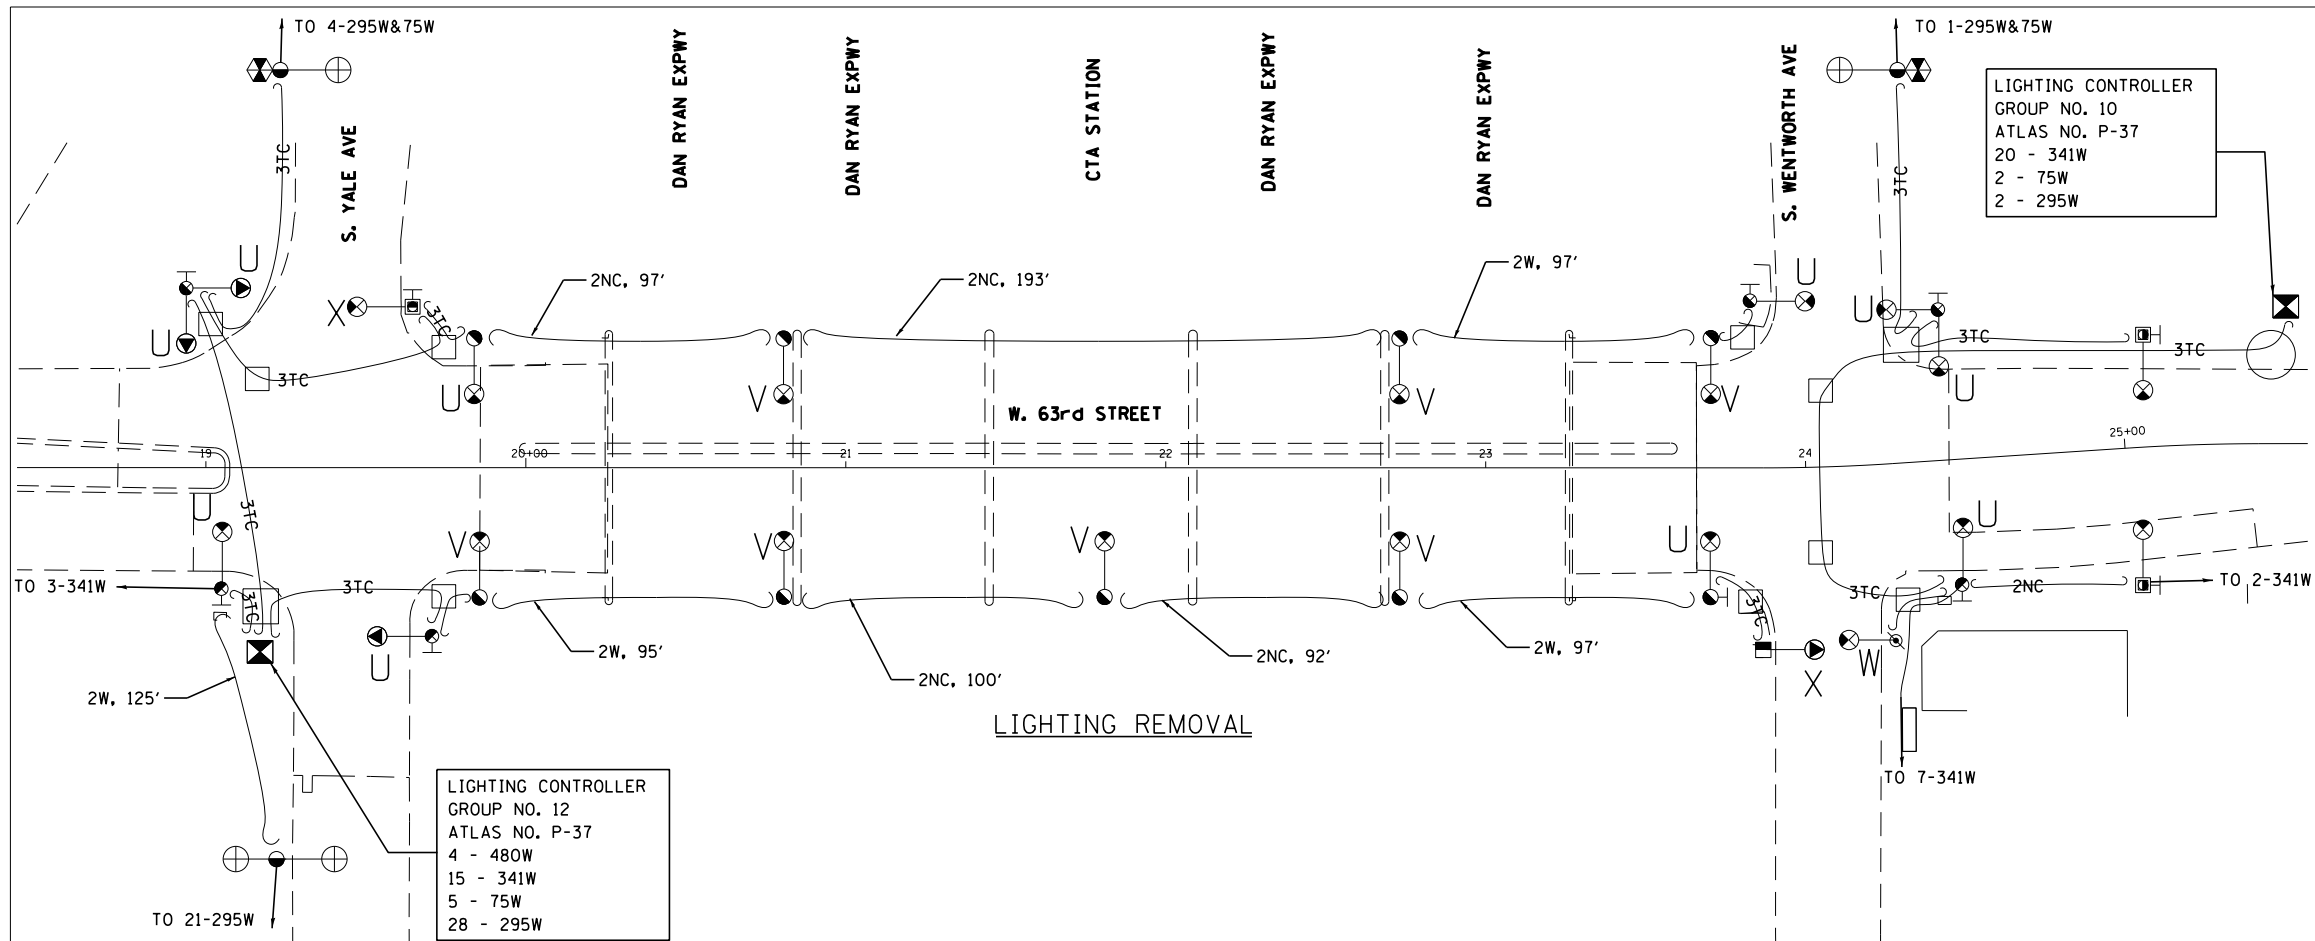 TO 4-295W&75W
TO 1-295W&75W
DAN RYAN EXPWY
DAN RYAN EXPWY
CTA STATION
DAN RYAN EXPWY
DAN RYAN EXPWY
S. WENTWORTH AVE
S. YALE AVE
LIGHTING CONTROLLER
GROUP NO. 10
ATLAS NO. P-37
20 - 341W
2 - 75W
2 - 295W
3TC
3TC
U
U
X
3TC
2NC, 97'
2NC, 193'
2W, 97'
U
U
3TC
3TC
3TC
U
V
V
V
U
W. 63rd STREET
19
20+00
21
22
23
24
25+00
U
3TC
V
V
V
V
U
U
TO 3-341W
3TC
3TC
3TC
3TC
2NC
TO 2-341W
U
2W, 95'
2NC, 100'
2NC, 92'
2W, 97'
X
W
2W, 125'
LIGHTING REMOVAL
TO 7-341W
LIGHTING CONTROLLER
GROUP NO. 12
ATLAS NO. P-37
4 - 480W
15 - 341W
5 - 75W
28 - 295W
TO 21-295W